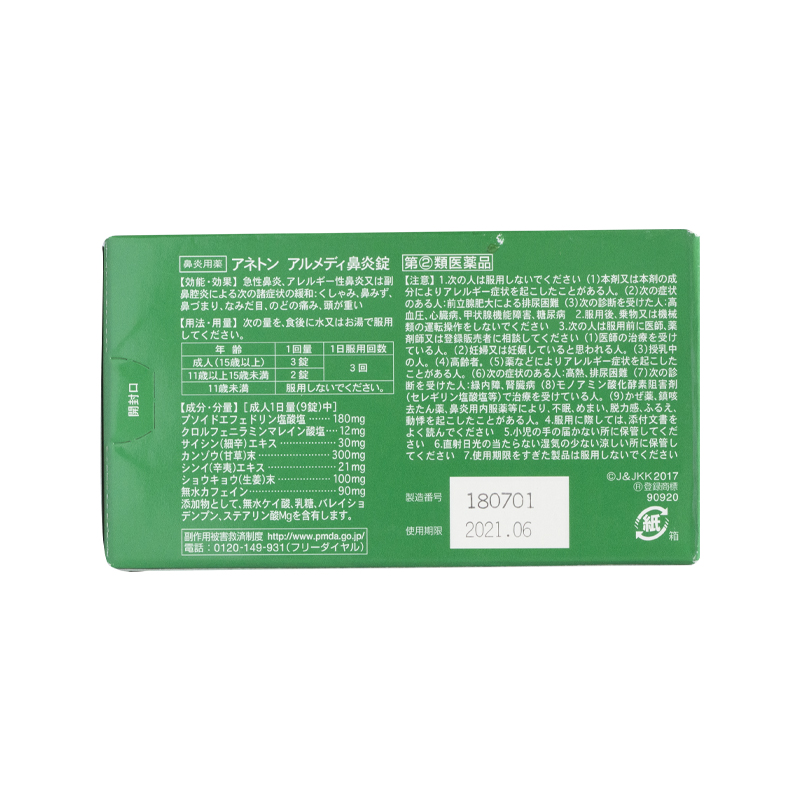 開封口
鼻炎用薬 アネトン アルメディ鼻炎錠
【効能・効果】 急性鼻炎、アレルギー性鼻炎又は副
鼻腔炎による次の諸症状の緩和:くしゃみ、鼻みず、
鼻づまり、なみだ目、のどの痛み、頭が重い
【用法・用量】 次の量を、食後に水又はお湯で服用
してください。
年 齢 1回量 1日服用回数
成人(15歳以上) 3錠 3回
11歳以上15歳未満 2錠
11歳未満 服用しないでください。
【成分・分量】 [成人1日量(9錠)中]
プソイドエフェドリン塩酸塩 ······· 180mg
クロルフェニラミンマレイン酸塩 ···· 12mg
サイシン(細辛)エキス ············ 30mg
カンゾウ(甘草)末 ············ 300mg
シンイ(辛夷)エキス ············ 21mg
ショウキョウ(生姜)末 ············ 100mg
無水カフェイン ············ 90mg
添加物として、無水ケイ酸、乳糖、バレイショ
デンプン、ステアリン酸Mgを含有します。
副作用被害救済制度 http://www.pmda.go.jp/
電話:0120-149-931(フリーダイヤル)
指②類医薬品
【注意】 1.次の人は服用しないでください (1)本剤又は本剤の成
分によりアレルギー症状を起こしたことがある人。(2)次の症状
のある人:前立腺肥大による排尿困難 (3)次の診断を受けた人:高
血圧、心臓病、甲状腺機能障害、糖尿病 2.服用後、乗物又は機械
類の運転操作をしないでください 3.次の人は服用前に医師、薬
剤師又は登録販売者に相談してください (1)医師の治療を受け
ている人。(2)妊婦又は妊娠していると思われる人。(3)授乳中
の人。(4)高齢者。(5)薬などによりアレルギー症状を起こした
ことがある人。(6)次の症状のある人:高熱、排尿困難 (7)次の診
断を受けた人:緑内障、腎臓病 (8)モノアミン酸化酵素阻害剤
(セレギリン塩酸塩等)で治療を受けている人。(9)かぜ薬、鎮咳
去たん薬、鼻炎用内服薬等により、不眠、めまい、脱力感、ふるえ、
動悸を起こしたことがある人。4.服用に際しては、添付文書を
よく読んでください 5.小児の手の届かない所に保管してくだ
さい 6.直射日光の当たらない湿気の少ない涼しい所に保管し
てください 7.使用期限をすぎた製品は服用しないでください
©J&JKK2017
Ⓡ登録商標
90920
製造番号 180701
使用期限 2021.06
紙 箱